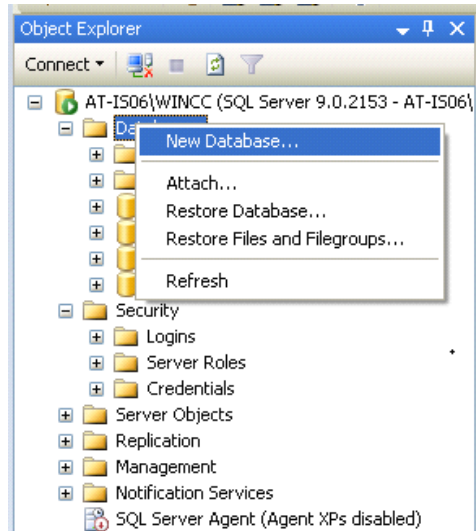 Object Explorer
Connect
AT-IS06\WINCC (SQL Server 9.0.2153 - AT-IS06\
New Database...
Attach...
Restore Database...
Restore Files and Filegroups...
Refresh
Security
Logins
Server Roles
Credentials
Server Objects
Replication
Management
Notification Services
SQL Server Agent (Agent XPs disabled)